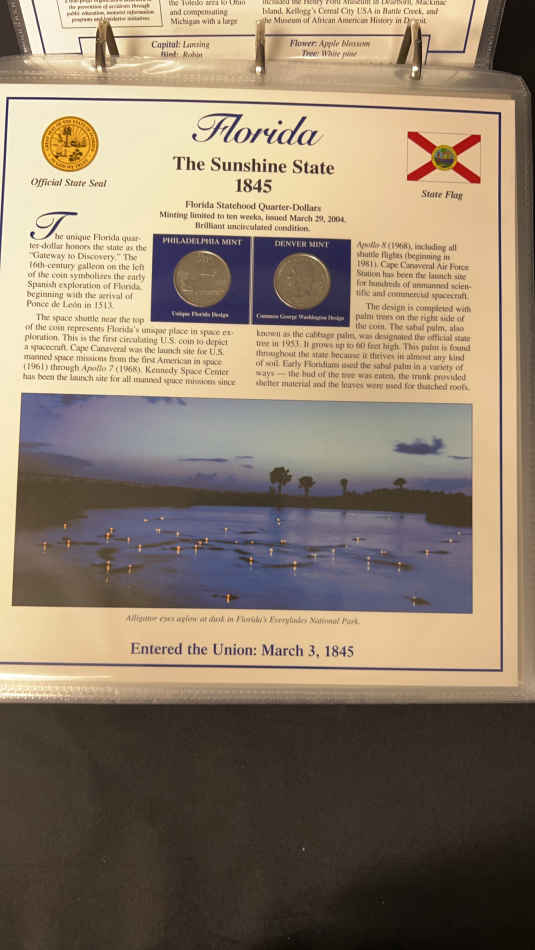 the prevention of accidents through
public education, motorist information
programs and legislative initiatives.
the Toledo area to Ohio
and compensating
Michigan with a large
included the Henry Ford Museum in Dearborn, Mackinac
Island, Kellogg's Cereal City USA in Battle Creek, and
the Museum of African American History in Detroit.
Capital: Lansing
Bird: Robin
Flower: Apple blossom
Tree: White pine
Florida
The Sunshine State
1845
Official State Seal
State Flag
Florida Statehood Quarter-Dollars
Minting limited to ten weeks, issued March 29, 2004.
Brilliant uncirculated condition.
The unique Florida quar-
ter-dollar honors the state as the
"Gateway to Discovery." The
16th-century galleon on the left
of the coin symbolizes the early
Spanish exploration of Florida,
beginning with the arrival of
Ponce de León in 1513.
The space shuttle near the top
of the coin represents Florida's unique place in space ex-
ploration. This is the first circulating U.S. coin to depict
a spacecraft. Cape Canaveral was the launch site for U.S.
manned space missions from the first American in space
(1961) through Apollo 7 (1968). Kennedy Space Center
has been the launch site for all manned space missions since
PHILADELPHIA MINT
Unique Florida Design
DENVER MINT
Common George Washington Design
Apollo 8 (1968), including all
shuttle flights (beginning in
1981). Cape Canaveral Air Force
Station has been the launch site
for hundreds of unmanned scien-
tific and commercial spacecraft.
The design is completed with
palm trees on the right side of
the coin. The sabal palm, also
known as the cabbage palm, was designated the official state
tree in 1953. It grows up to 60 feet high. This palm is found
throughout the state because it thrives in almost any kind
of soil. Early Floridians used the sabal palm in a variety of
ways — the bud of the tree was eaten, the trunk provided
shelter material and the leaves were used for thatched roofs.
Alligator eyes aglow at dusk in Florida's Everglades National Park.
Entered the Union: March 3, 1845